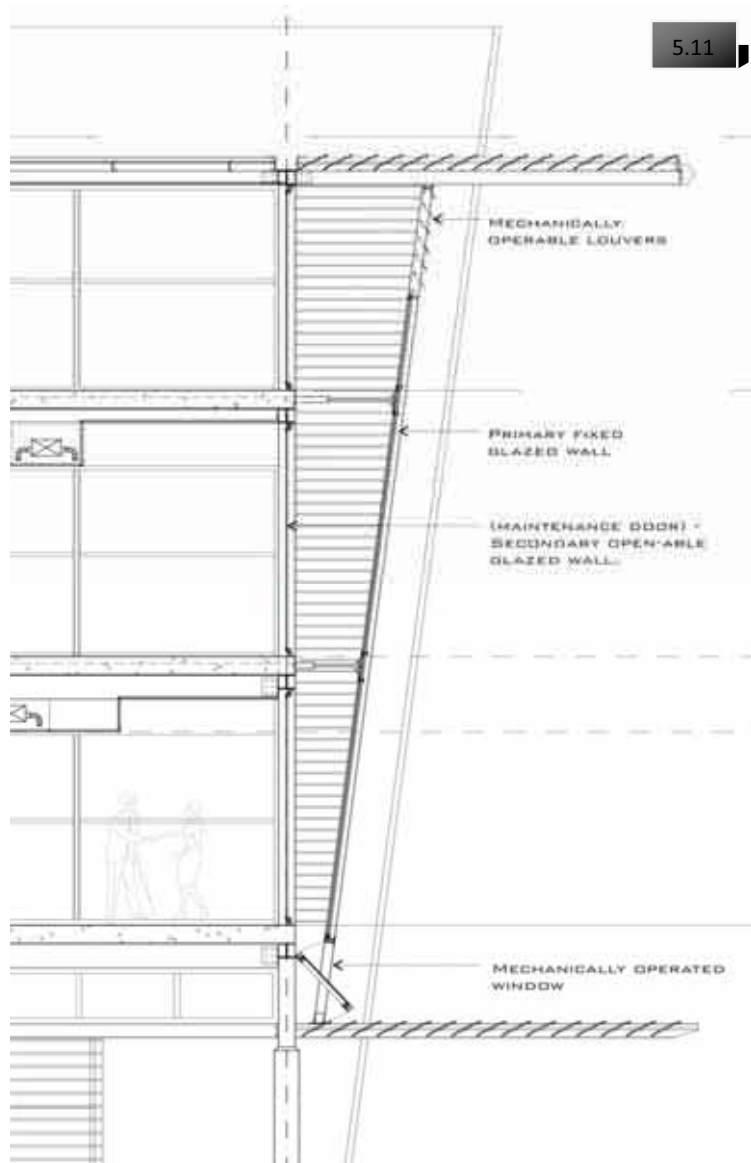 5.11
MECHANICALLY
OPERABLE LOUVERS
PRIMARY FIXED
GLAZED WALL
(MAINTENANCE DOOR) -
SECONDARY OPEN-ABLE
GLAZED WALL.
MECHANICALLY OPERATED
WINDOW